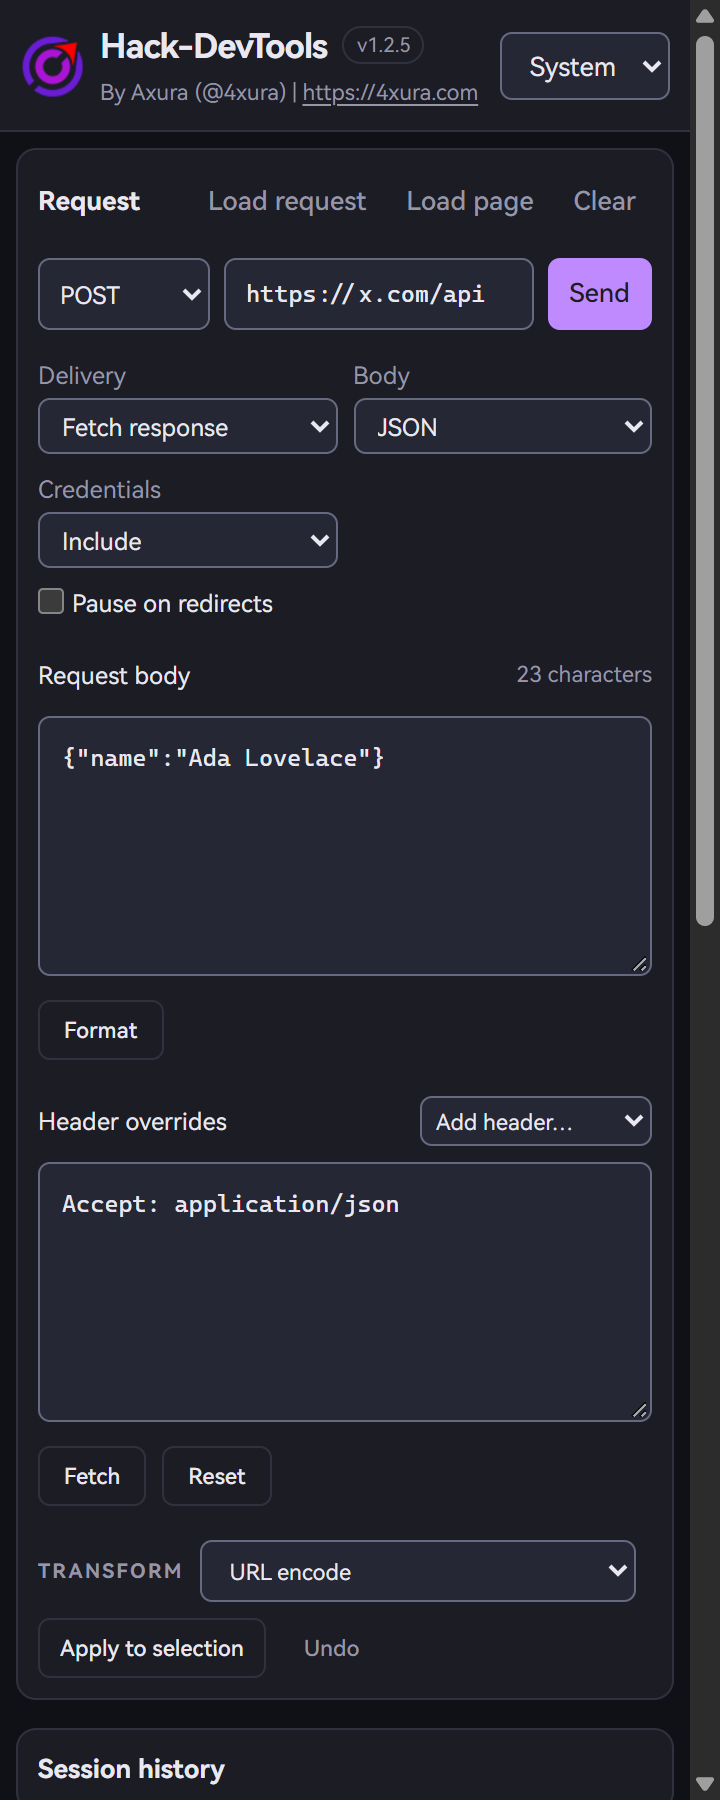 Hack-DevTools v1.2.5
By Axura (@4xura) | https://4xura.com
System
Request Load request Load page Clear
POST https://x.com/api Send
Delivery Body
Fetch response JSON
Credentials
Include
Pause on redirects
Request body 23 characters
{"name":"Ada Lovelace"}
Format
Header overrides Add header...
Accept: application/json
Fetch Reset
TRANSFORM URL encode
Apply to selection Undo
Session history